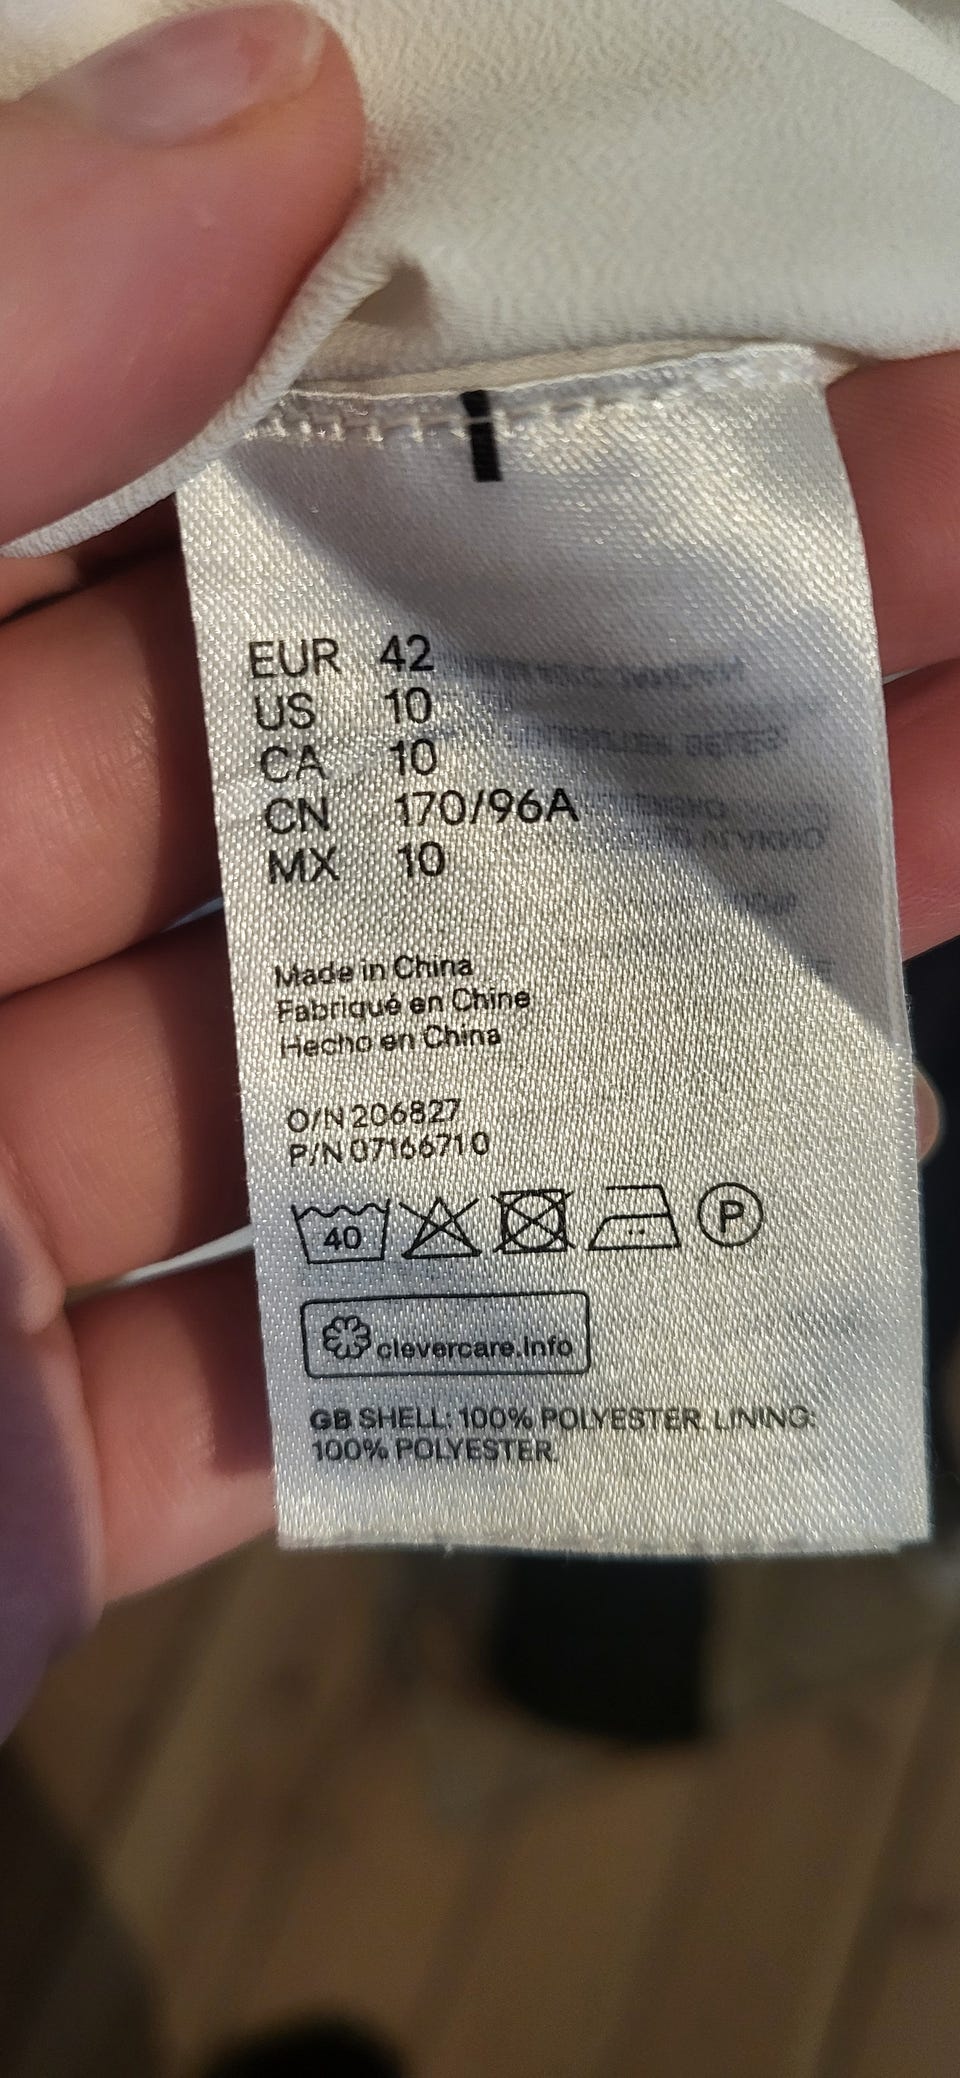 EUR 42
US 10
CA 10
CN 170/96A
MX 10
Made in China
Fabriqué en Chine
Hecho en China
O/N 206827
P/N 07166710
40 P
clevercare.info
GB SHELL: 100% POLYESTER. LINING:
100% POLYESTER.